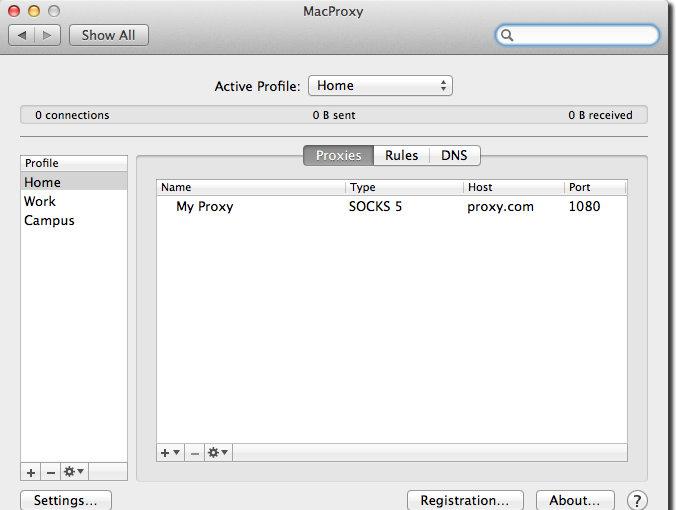 MacProxy
Show All
Active Profile: Home
0 connections 0 B sent 0 B received
Proxies Rules DNS
Profile
Home
Work
Campus
Name Type Host Port
My Proxy SOCKS 5 proxy.com 1080
Settings... Registration... About... ?